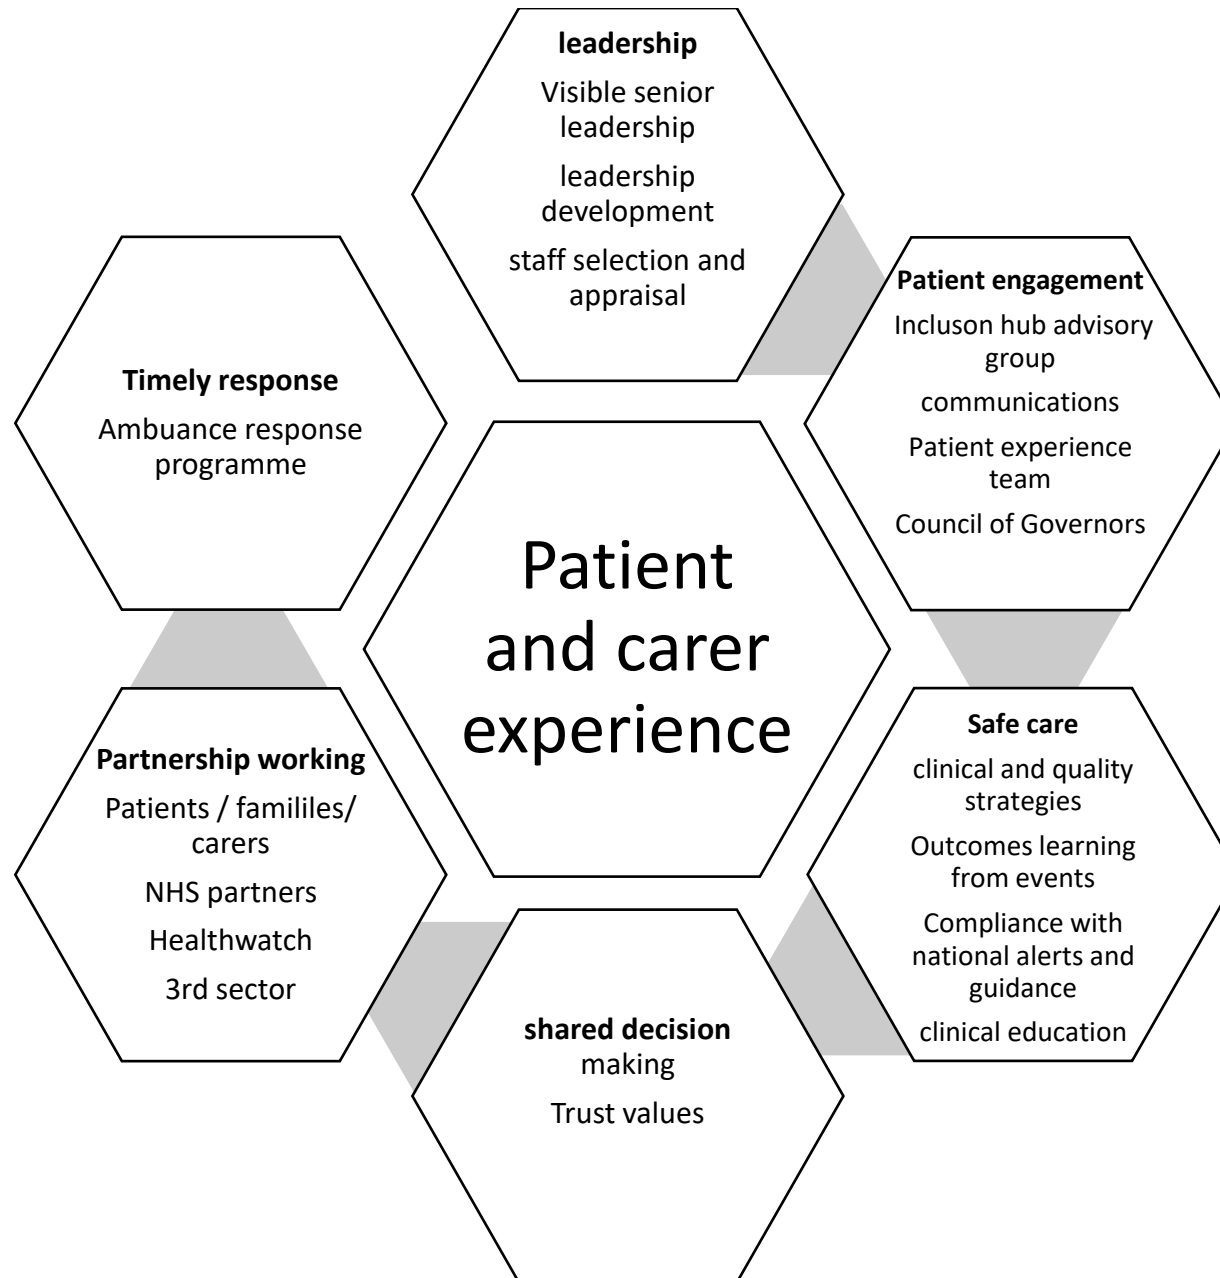 leadership
Visible senior
leadership
leadership
development
staff selection and
appraisal
Patient engagement
Incluson hub advisory
group
communications
Patient experience
team
Council of Governors
Safe care
clinical and quality
strategies
Outcomes learning
from events
Compliance with
national alerts and
guidance
clinical education
shared decision
making
Trust values
Partnership working
Patients / famililes/
carers
NHS partners
Healthwatch
3rd sector
Timely response
Ambuance response
programme
Patient
and carer
experience